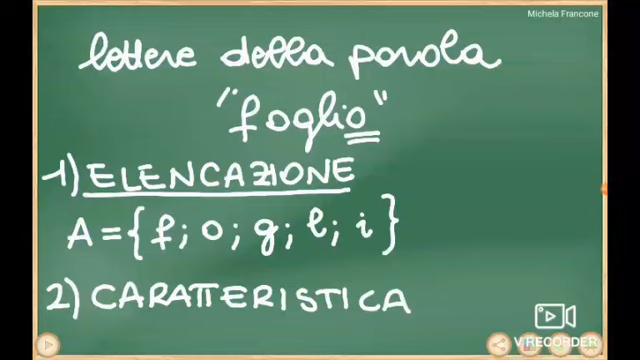 Michela Francone
lettere della parola
"foglio"
1) ELENCAZIONE
A = { f; o; g; l; i }
2) CARATTERISTICA
V RECORDER